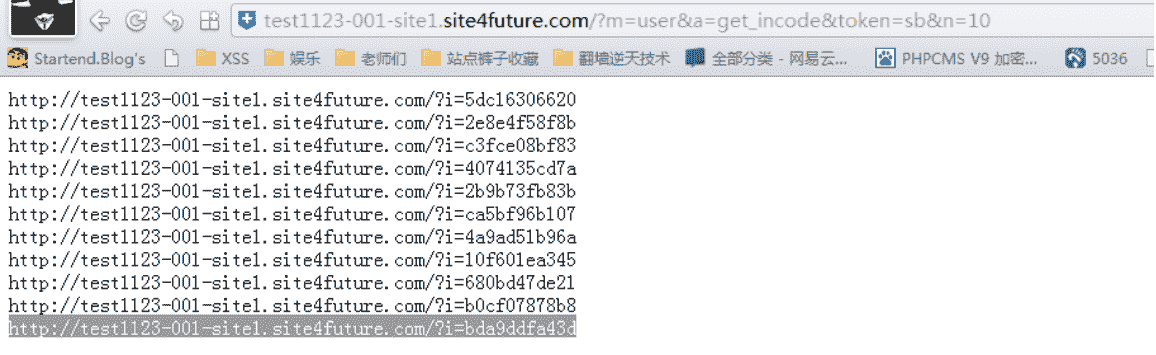 test1123-001-site1.site4future.com/?m=user&a=get_incode&token=sb&n=10
Startend.Blog's XSS 娱乐 老师们 站点裤子收藏 翻墙逆天技术 全部分类 - 网易云... PHPCMS V9 加密... 5036
http://test1123-001-site1.site4future.com/?i=5dc16306620
http://test1123-001-site1.site4future.com/?i=2e8e4f58f8b
http://test1123-001-site1.site4future.com/?i=c3fce08bf83
http://test1123-001-site1.site4future.com/?i=4074135cd7a
http://test1123-001-site1.site4future.com/?i=2b9b73fb83b
http://test1123-001-site1.site4future.com/?i=ca5bf96b107
http://test1123-001-site1.site4future.com/?i=4a9ad51b96a
http://test1123-001-site1.site4future.com/?i=10f601ea345
http://test1123-001-site1.site4future.com/?i=680bd47de21
http://test1123-001-site1.site4future.com/?i=b0cf07878b8
http://test1123-001-site1.site4future.com/?i=bda9ddfa43d